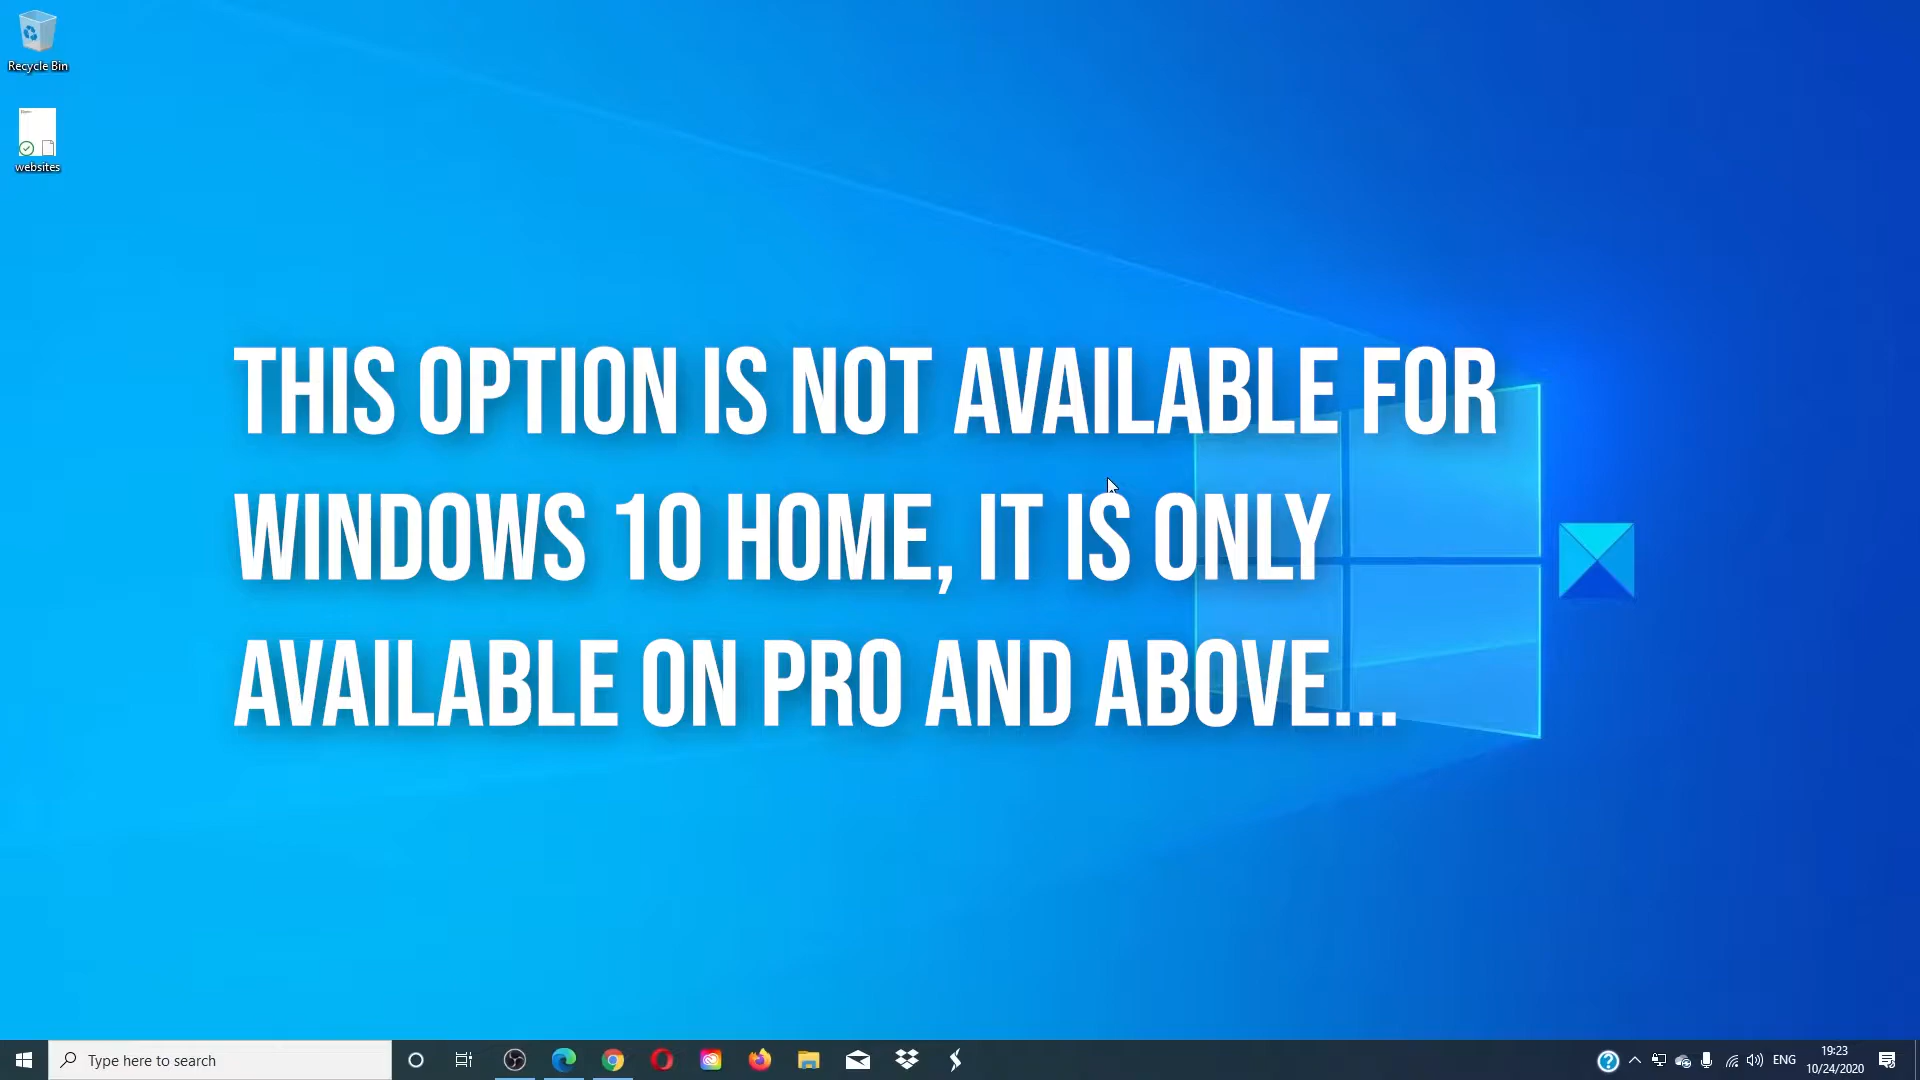 Recycle Bin
websites
THIS OPTION IS NOT AVAILABLE FOR
WINDOWS 10 HOME, IT IS ONLY
AVAILABLE ON PRO AND ABOVE...
Type here to search
ENG
19:23
10/24/2020